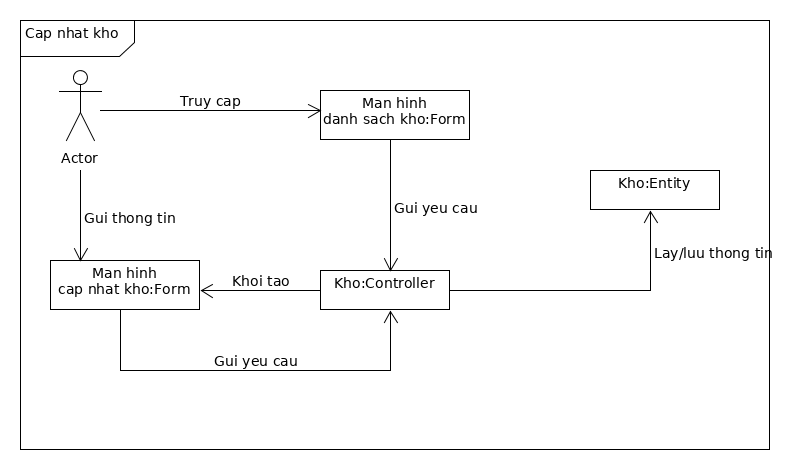 Cap nhat kho
Truy cap
Man hinh
danh sach kho:Form
Actor
Kho:Entity
Gui thong tin
Gui yeu cau
Lay/luu thong tin
Man hinh
cap nhat kho:Form
Khoi tao
Kho:Controller
Gui yeu cau